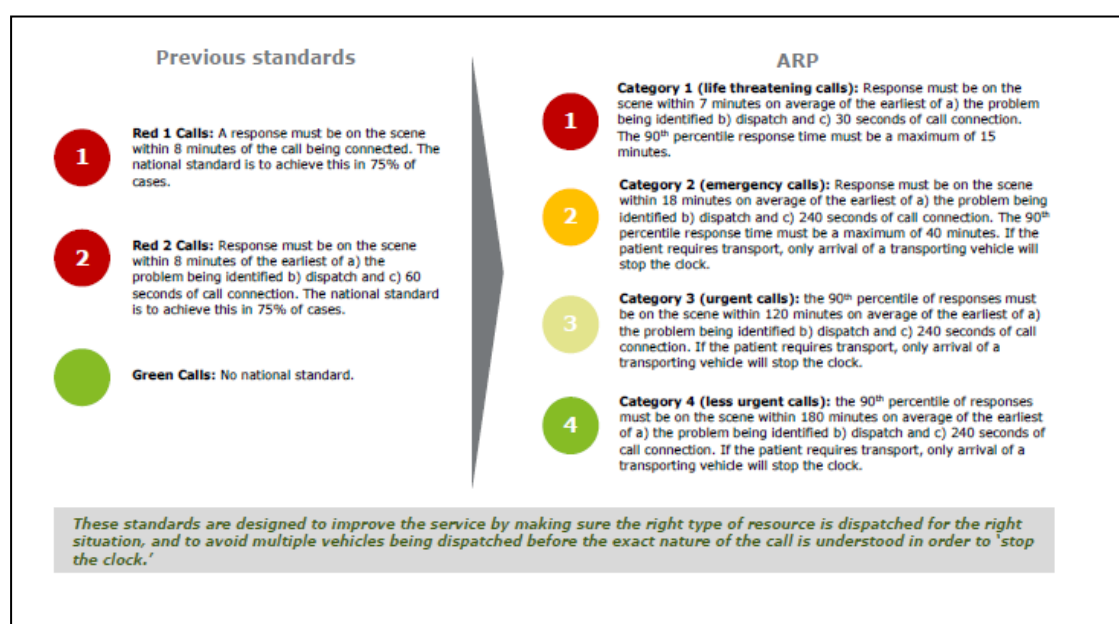 Previous standards
1
Red 1 Calls: A response must be on the scene
within 8 minutes of the call being connected. The
national standard is to achieve this in 75% of
cases.
2
Red 2 Calls: Response must be on the scene
within 8 minutes of the earliest of a) the
problem being identified b) dispatch and c) 60
seconds of call connection. The national standard
is to achieve this in 75% of cases.
Green Calls: No national standard.
ARP
1
Category 1 (life threatening calls): Response must be on the
scene within 7 minutes on average of the earliest of a) the problem
being identified b) dispatch and c) 30 seconds of call connection.
The 90th percentile response time must be a maximum of 15
minutes.
2
Category 2 (emergency calls): Response must be on the scene
within 18 minutes on average of the earliest of a) the problem being
identified b) dispatch and c) 240 seconds of call connection. The 90th
percentile response time must be a maximum of 40 minutes. If the
patient requires transport, only arrival of a transporting vehicle will
stop the clock.
3
Category 3 (urgent calls): the 90th percentile of responses must
be on the scene within 120 minutes on average of the earliest of a)
the problem being identified b) dispatch and c) 240 seconds of call
connection. If the patient requires transport, only arrival of a
transporting vehicle will stop the clock.
4
Category 4 (less urgent calls): the 90th percentile of responses
must be on the scene within 180 minutes on average of the earliest
of a) the problem being identified b) dispatch and c) 240 seconds of
call connection. If the patient requires transport, only arrival of a
transporting vehicle will stop the clock.
These standards are designed to improve the service by making sure the right type of resource is dispatched for the right
situation, and to avoid multiple vehicles being dispatched before the exact nature of the call is understood in order to 'stop
the clock.'